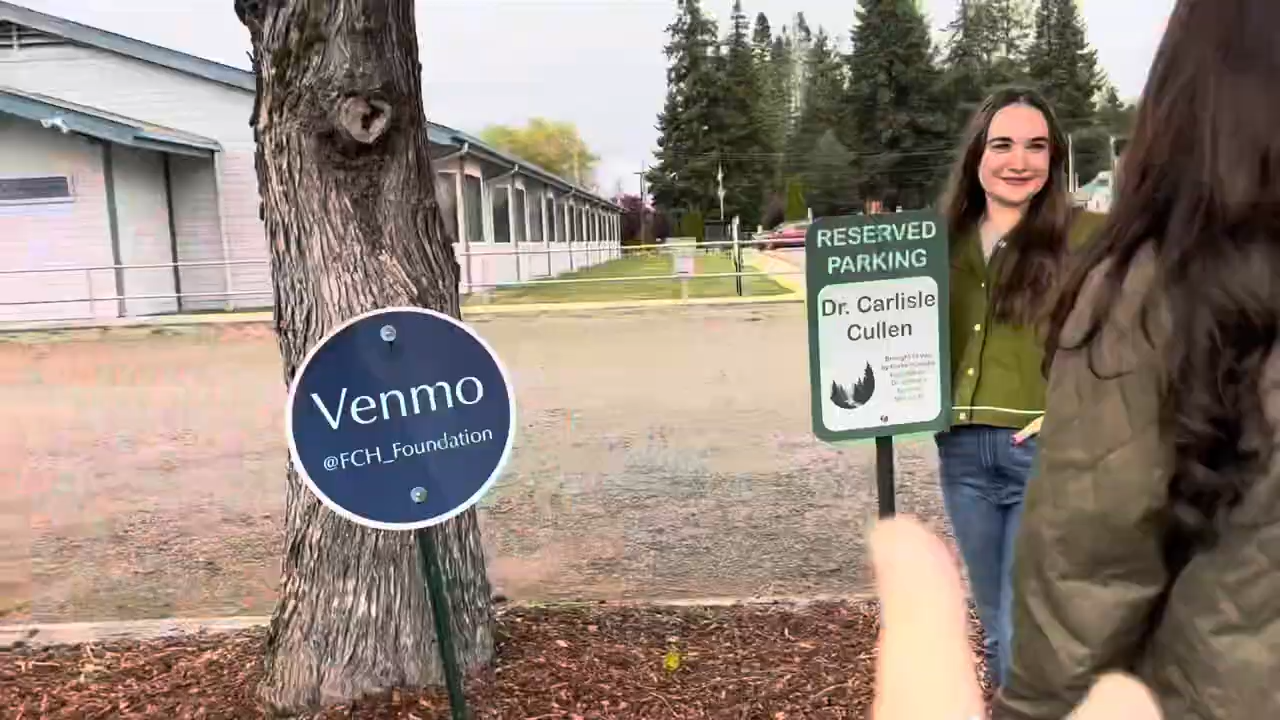 Venmo
@FCH_Foundation
RESERVED
PARKING
Dr. Carlisle
Cullen